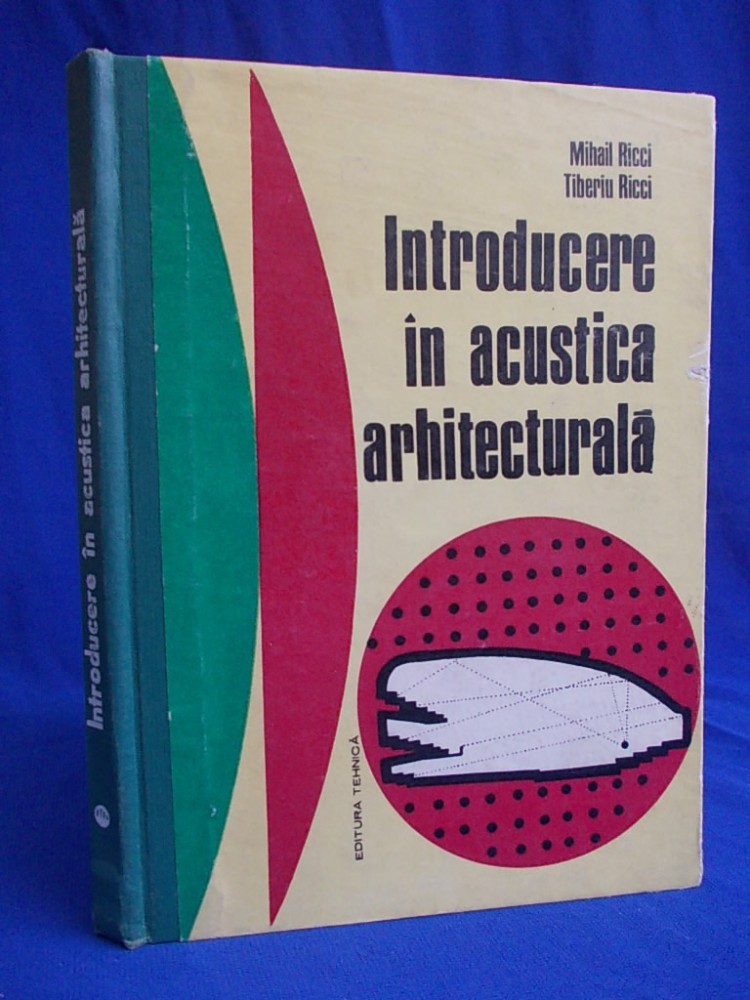 Mihail Ricci
Tiberiu Ricci
Introducere
în acustica
arhitecturală
EDITURA TEHNICĂ
Introducere în acustica arhitecturală